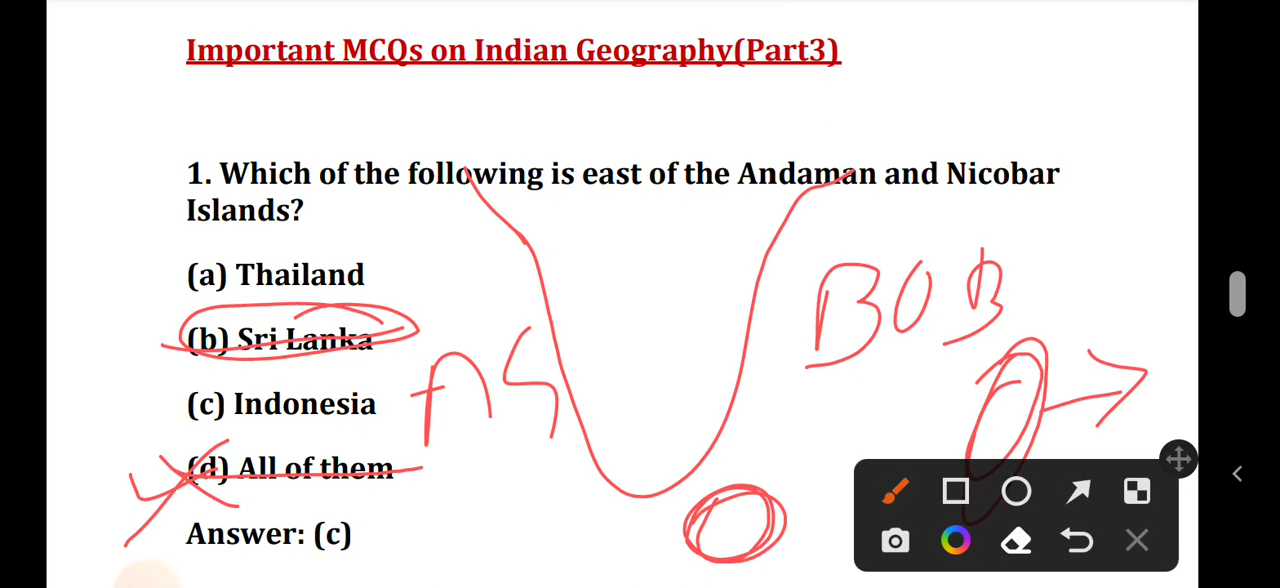 Important MCQs on Indian Geography(Part3)
1. Which of the following is east of the Andaman and Nicobar
Islands?
(a) Thailand
(b) Sri Lanka
BOB
(c) Indonesia
AS
(d) All of them
Answer: (c)